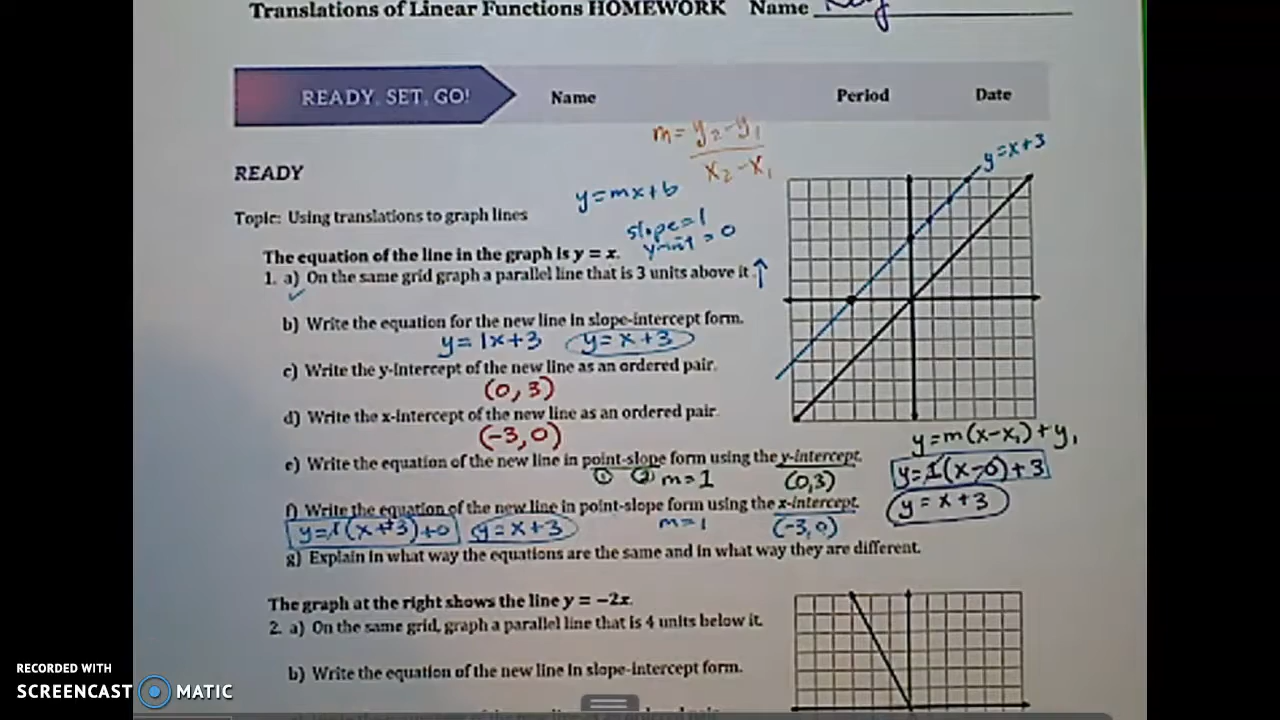 Translations of Linear Functions HOMEWORK Name Key
READY, SET, GO! Name Period Date
m = y₂-y₁
x₂-x₁
y=x+3
READY
y=mx+b
Topic: Using translations to graph lines
slope=1
y-int = 0
The equation of the line in the graph is y = x.
1. a) On the same grid graph a parallel line that is 3 units above it. ↑
b) Write the equation for the new line in slope-intercept form.
y= 1x+3 y= x+3
c) Write the y-intercept of the new line as an ordered pair.
(0, 3)
d) Write the x-intercept of the new line as an ordered pair.
(-3, 0)
y=m(x-x₁)+y₁
e) Write the equation of the new line in point-slope form using the y-intercept.
① ② m=1 (0,3)
y=1(x-0)+3
y= x+3
f) Write the equation of the new line in point-slope form using the x-intercept.
y=1(x+3)+0 y=x+3 m=1 (-3,0)
g) Explain in what way the equations are the same and in what way they are different.
The graph at the right shows the line y = −2x.
2. a) On the same grid, graph a parallel line that is 4 units below it.
b) Write the equation of the new line in slope-intercept form.
RECORDED WITH
SCREENCAST MATIC